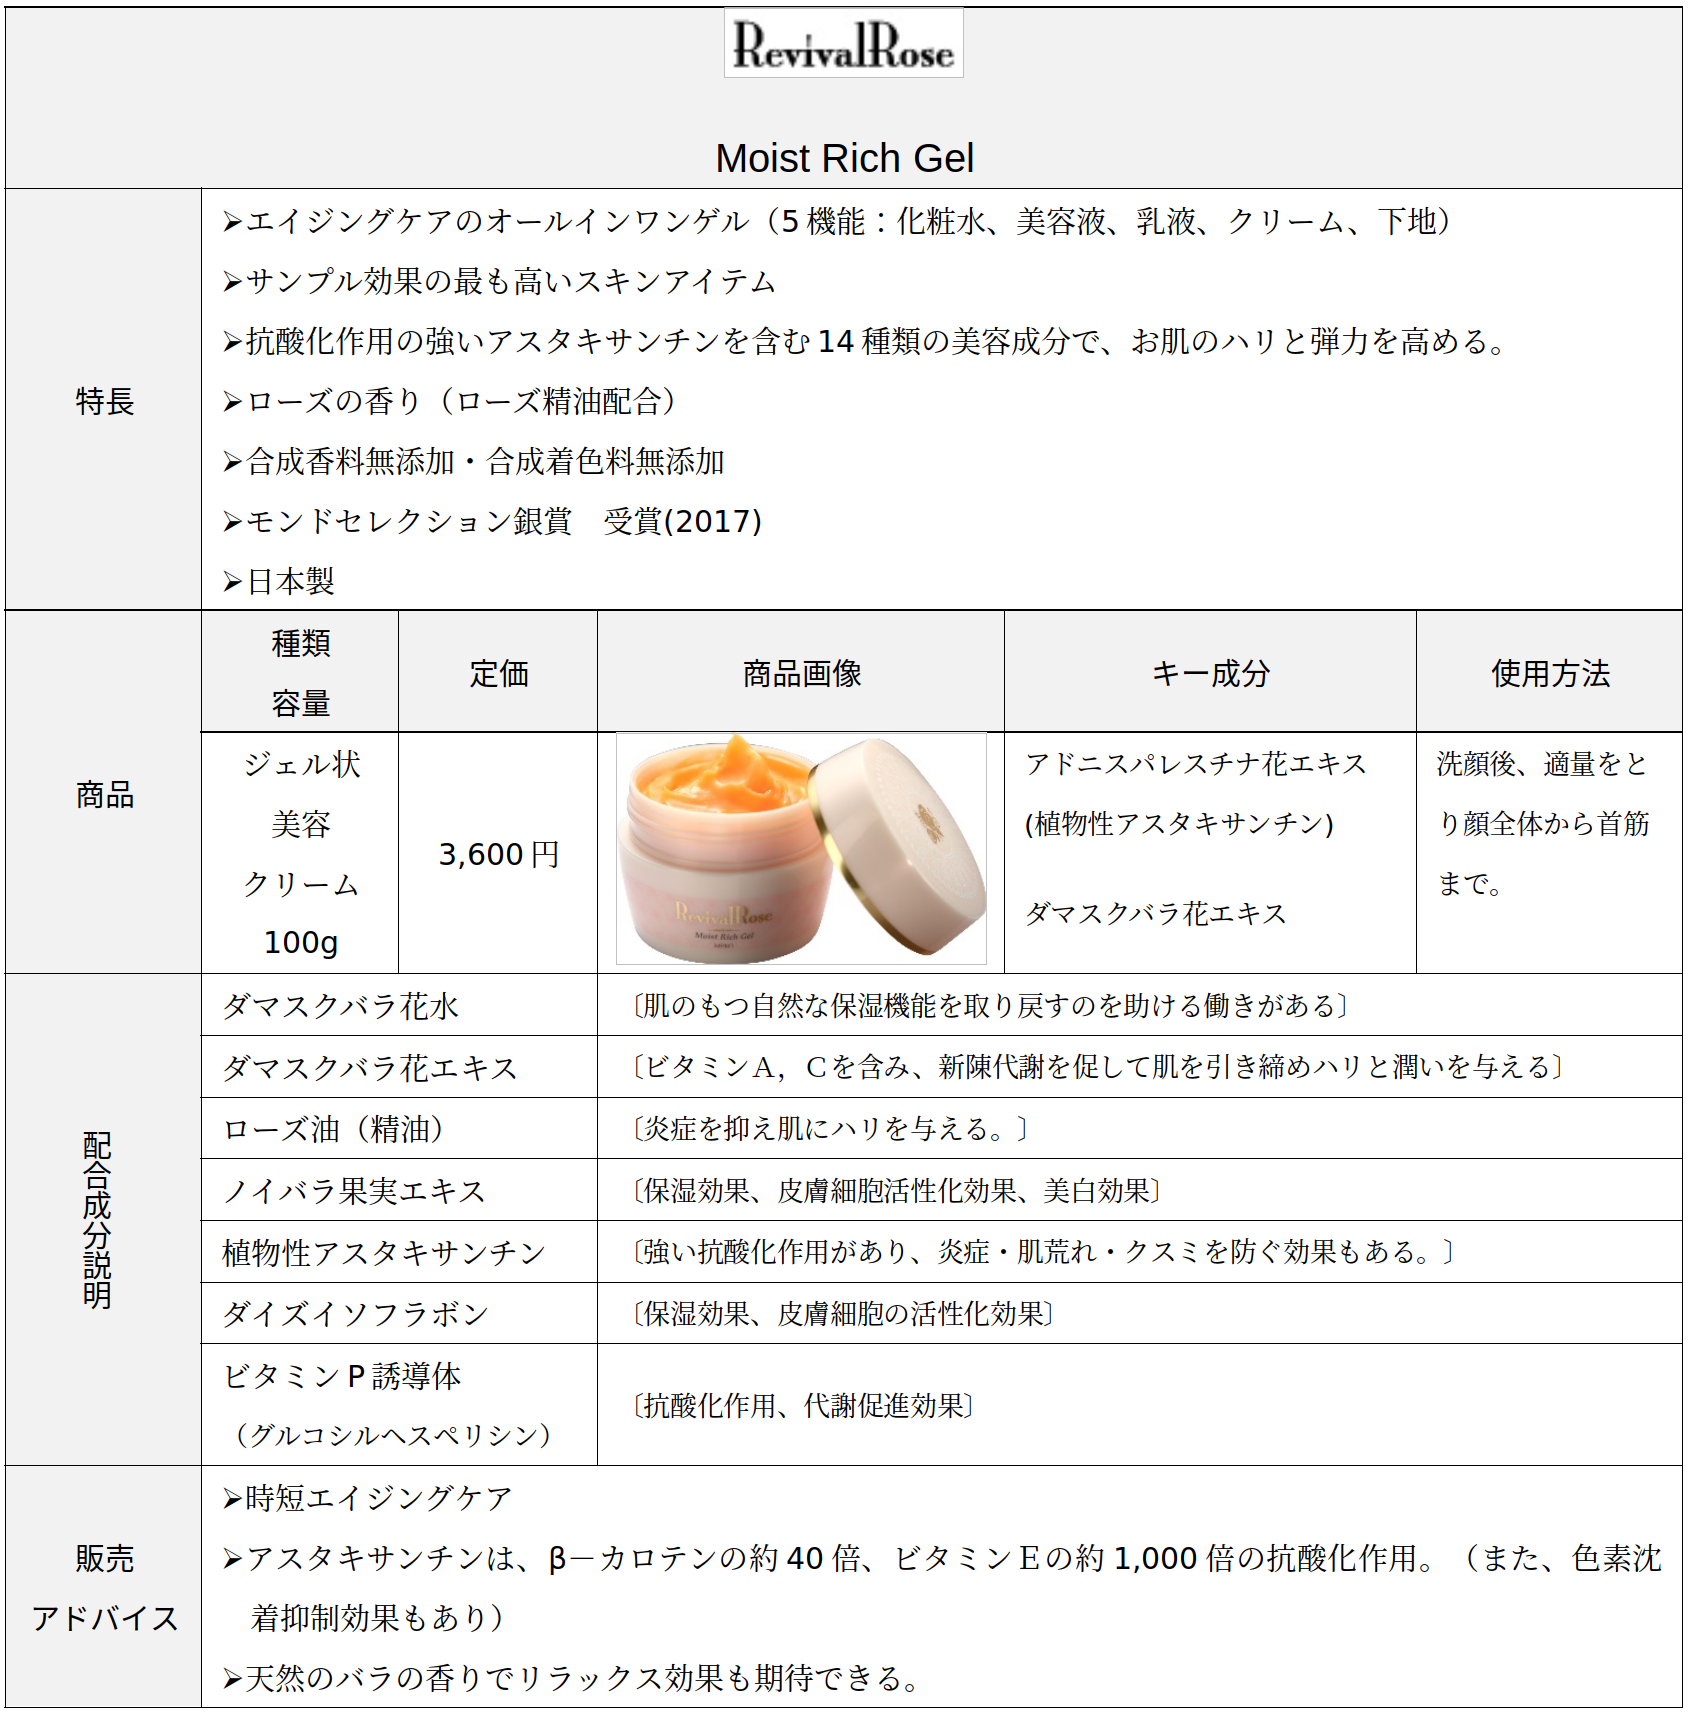 RevivalRose
Moist Rich Gel
特長
➢エイジングケアのオールインワンゲル（5機能：化粧水、美容液、乳液、クリーム、下地）
➢サンプル効果の最も高いスキンアイテム
➢抗酸化作用の強いアスタキサンチンを含む14種類の美容成分で、お肌のハリと弾力を高める。
➢ローズの香り（ローズ精油配合）
➢合成香料無添加・合成着色料無添加
➢モンドセレクション銀賞　受賞(2017)
➢日本製
商品
種類
容量
定価
商品画像
キー成分
使用方法
ジェル状
美容
クリーム
100g
3,600円
RevivalRose
Moist Rich Gel
アドニスパレスチナ花エキス
(植物性アスタキサンチン)
ダマスクバラ花エキス
洗顔後、適量をと
り顔全体から首筋
まで。
配合成分説明
ダマスクバラ花水
〔肌のもつ自然な保湿機能を取り戻すのを助ける働きがある〕
ダマスクバラ花エキス
〔ビタミンＡ，Ｃを含み、新陳代謝を促して肌を引き締めハリと潤いを与える〕
ローズ油（精油）
〔炎症を抑え肌にハリを与える。〕
ノイバラ果実エキス
〔保湿効果、皮膚細胞活性化効果、美白効果〕
植物性アスタキサンチン
〔強い抗酸化作用があり、炎症・肌荒れ・クスミを防ぐ効果もある。〕
ダイズイソフラボン
〔保湿効果、皮膚細胞の活性化効果〕
ビタミンP誘導体
（グルコシルヘスペリシン）
〔抗酸化作用、代謝促進効果〕
販売
アドバイス
➢時短エイジングケア
➢アスタキサンチンは、β－カロテンの約40倍、ビタミンＥの約1,000倍の抗酸化作用。（また、色素沈
着抑制効果もあり）
➢天然のバラの香りでリラックス効果も期待できる。